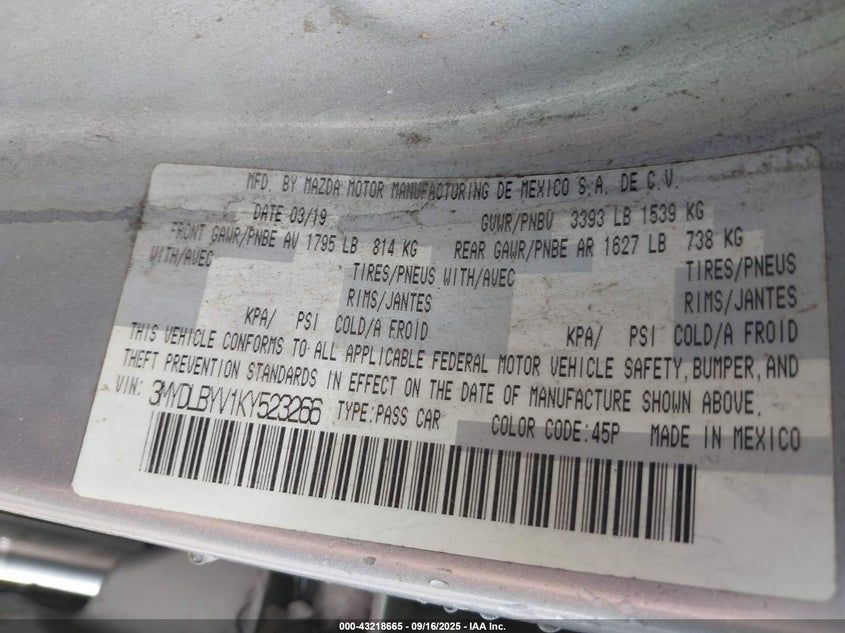 MFD. BY MAZDA MOTOR MANUFACTURING DE MEXICO S.A. DE C.V.
DATE 03/19 GVWR/PNBV 3393 LB 1539 KG
FRONT GAWR/PNBE AV 1795 LB 814 KG REAR GAWR/PNBE AR 1627 LB 738 KG
WITH/AVEC TIRES/PNEUS WITH/AVEC TIRES/PNEUS
RIMS/JANTES RIMS/JANTES
KPA/ PSI COLD/A FROID KPA/ PSI COLD/A FROID
THIS VEHICLE CONFORMS TO ALL APPLICABLE FEDERAL MOTOR VEHICLE SAFETY, BUMPER, AND
THEFT PREVENTION STANDARDS IN EFFECT ON THE DATE OF MANUFACTURE SHOWN ABOVE.
VIN: 3MYDLBYV1KY523266 TYPE:PASS CAR COLOR CODE:45P MADE IN MEXICO
000-43218665 - 09/16/2025 - IAA Inc.